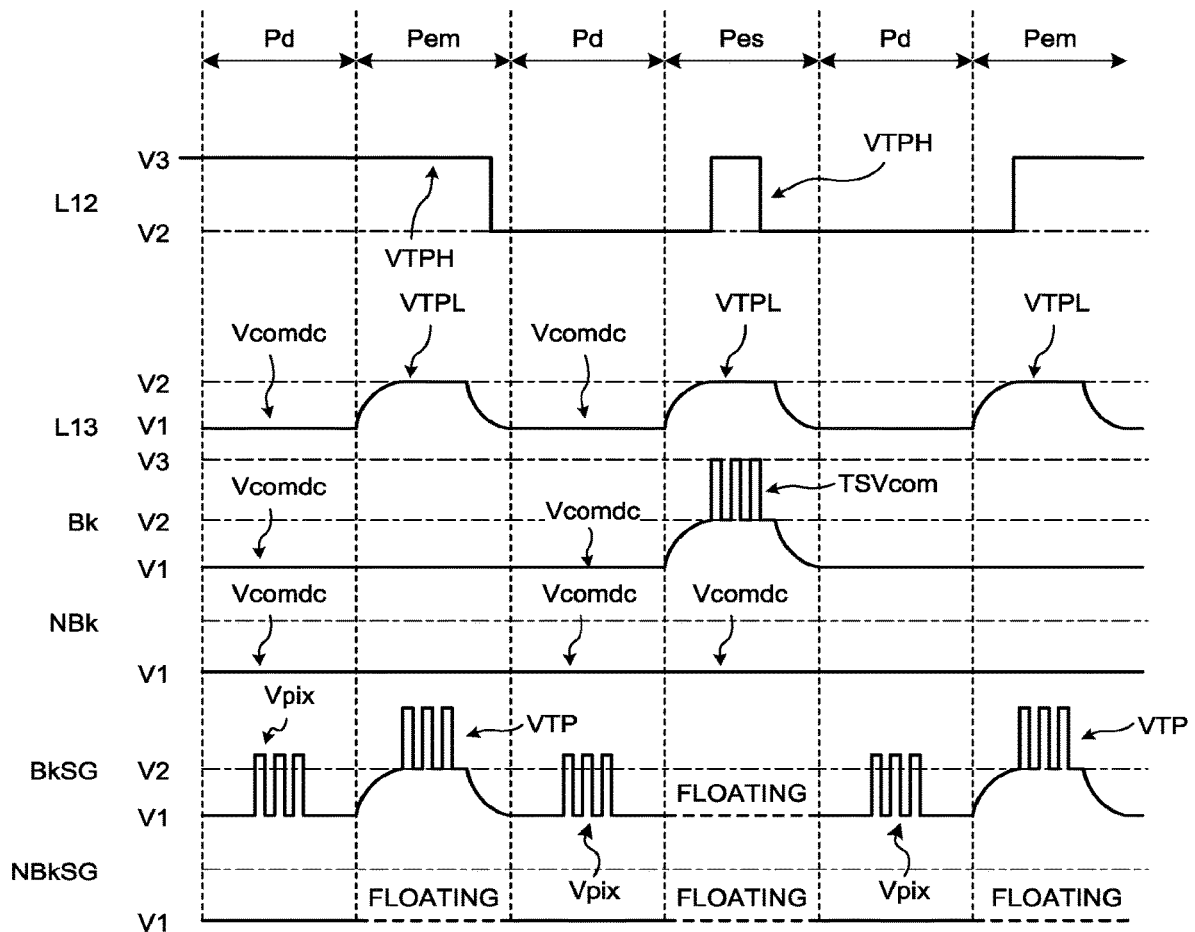 Pd Pem Pd Pes Pd Pem
V3
VTPH
L12
V2
VTPH
VTPL VTPL VTPL
Vcomdc Vcomdc
V2
L13 V1
V3
Vcomdc TSVcom
Bk V2 Vcomdc
V1
Vcomdc Vcomdc Vcomdc
NBk
V1
Vpix
VTP VTP
BkSG V2
FLOATING
V1
NBkSG
Vpix Vpix
FLOATING FLOATING FLOATING
V1